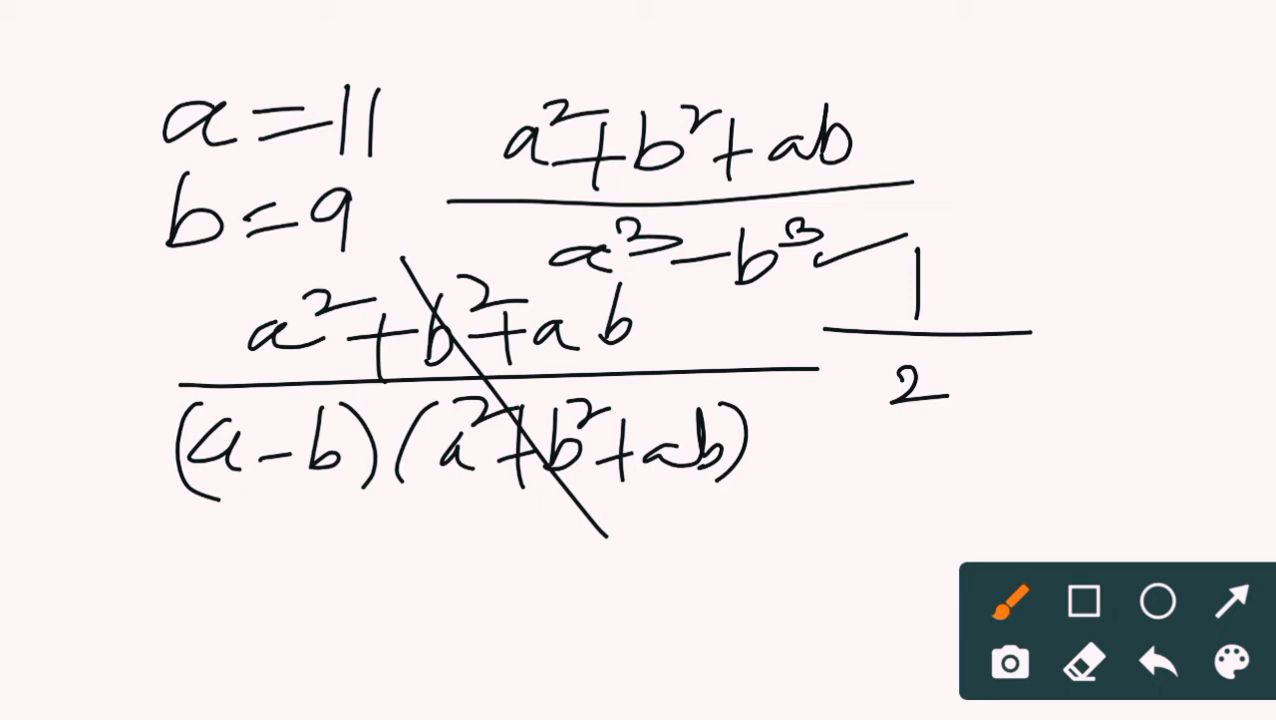 a=11
b=9
a²+b²+ab
a³-b³
a²+b²+ab
(a-b)(a²+b²+ab)
1
2